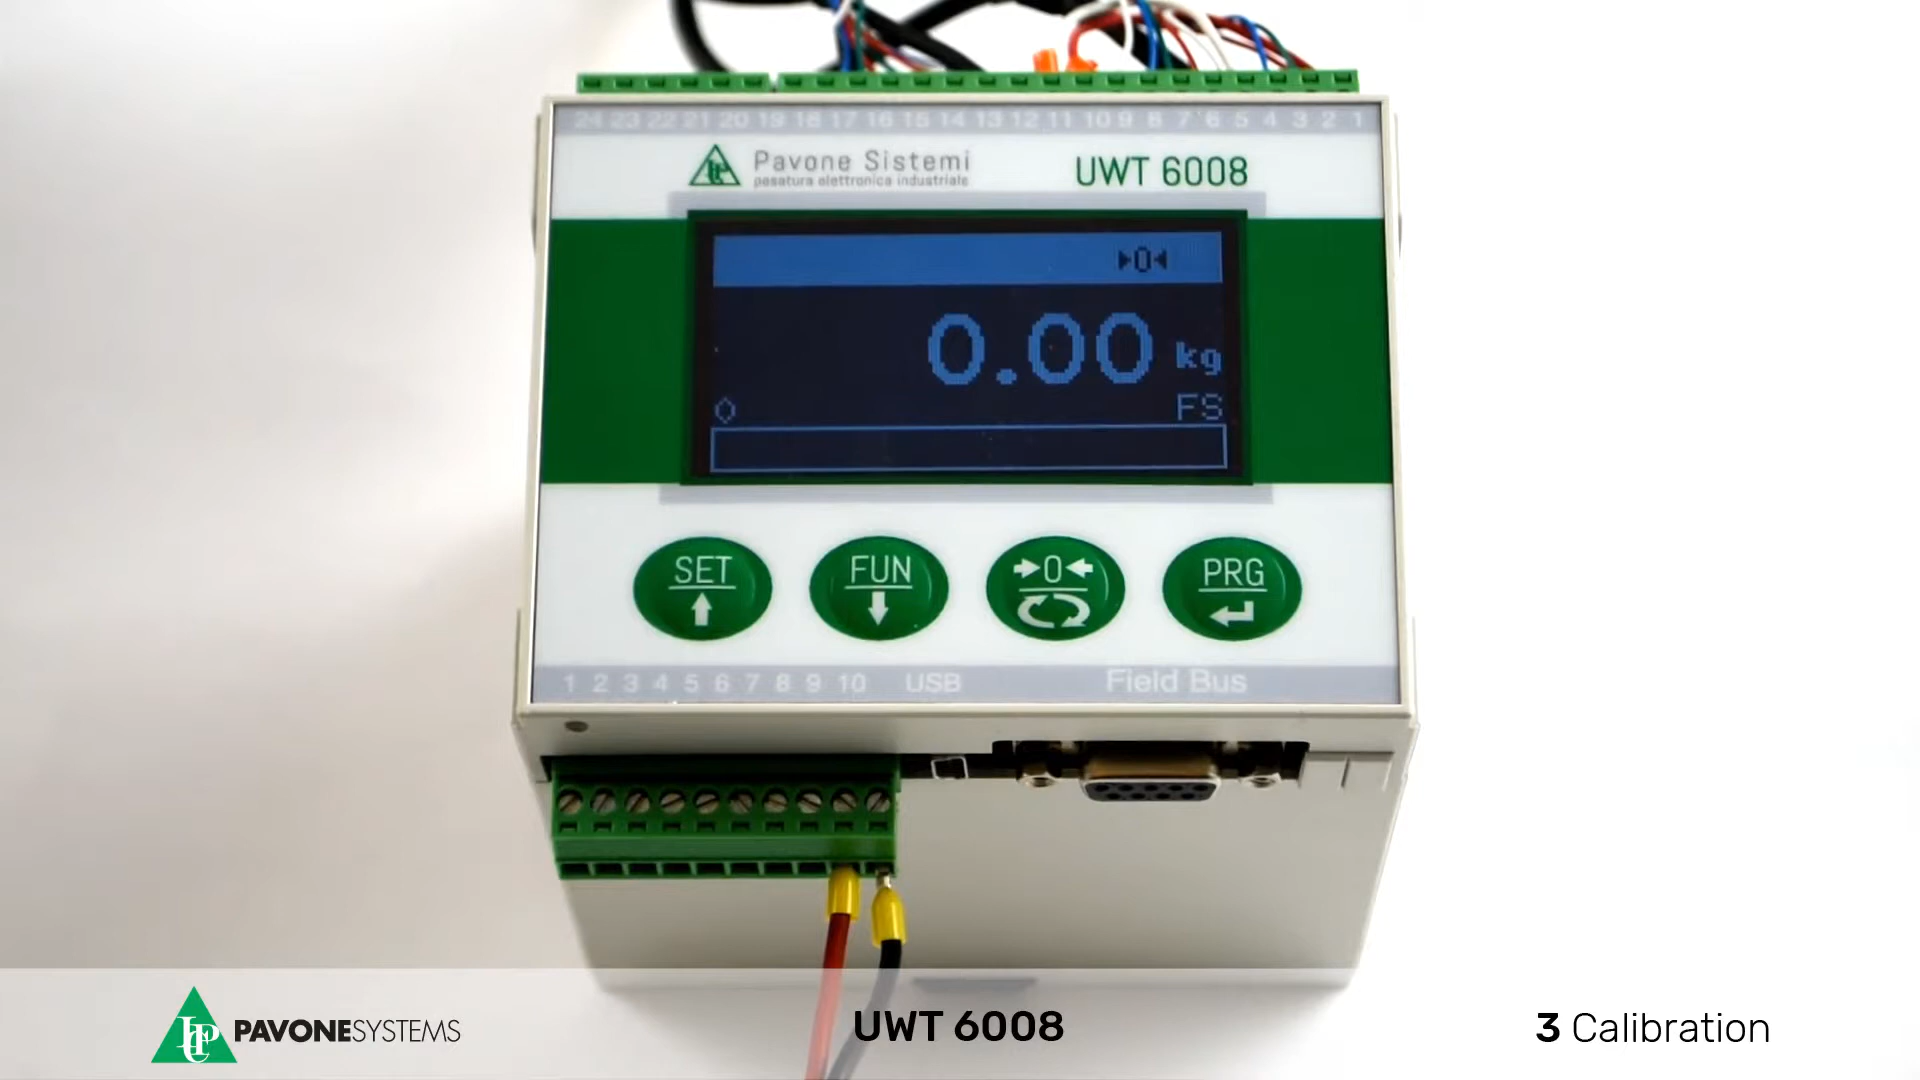 24 23 22 21 20 19 18 17 16 15 14 13 12 11 10 9 8 7 6 5 4 3 2 1
Pavone Sistemi
pesatura elettronica industriale
UWT 6008
0
0.00 kg
0 FS
SET
FUN
0
PRG
1 2 3 4 5 6 7 8 9 10 USB Field Bus
PAVONESYSTEMS
UWT 6008
3 Calibration